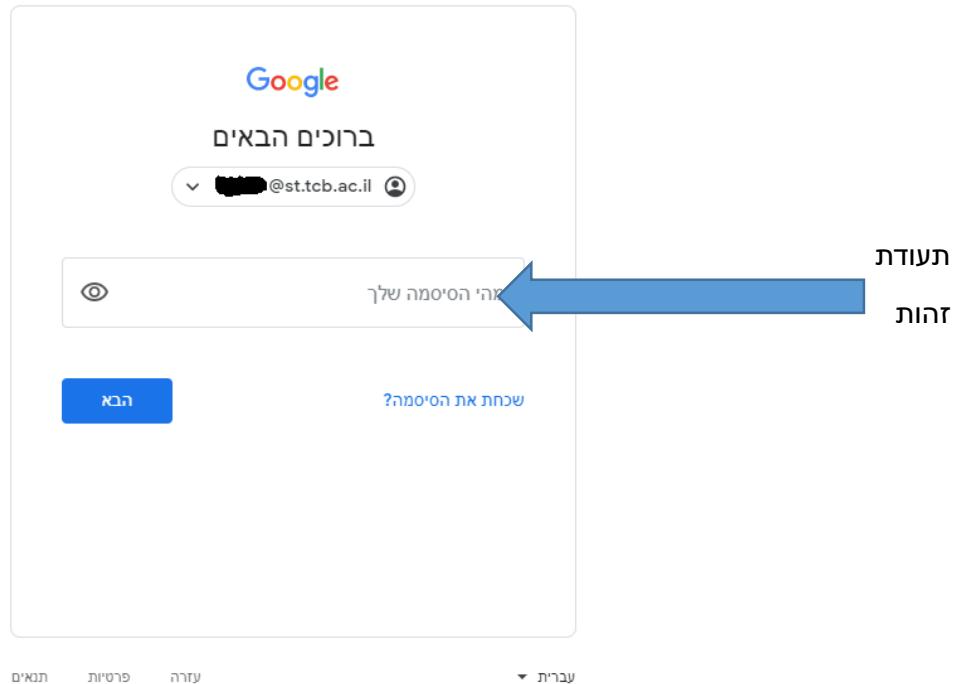 Google
ברוכים הבאים
@st.tcb.ac.il
תעודת
זהות
מהי הסיסמה שלך
שכחת את הסיסמה?
הבא
עברית
עזרה
פרטיות
תנאים